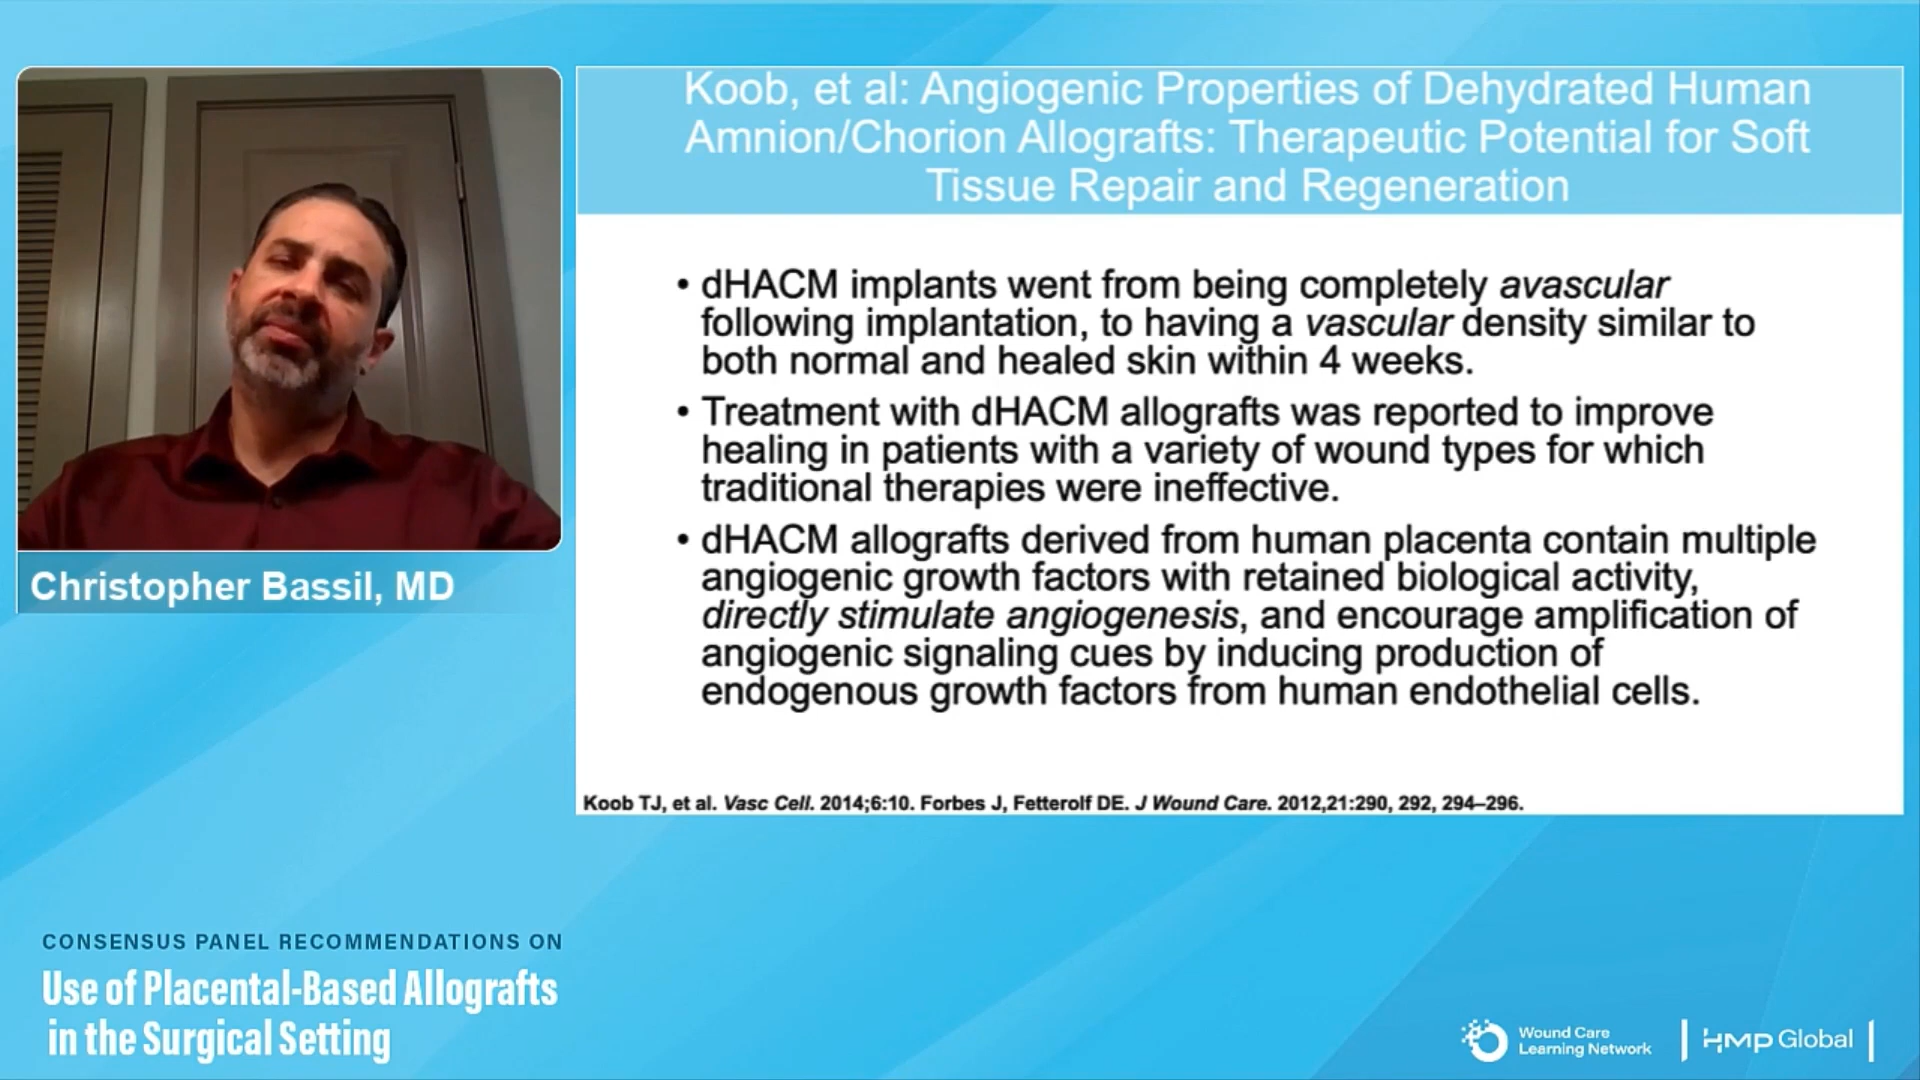 Koob, et al: Angiogenic Properties of Dehydrated Human
Amnion/Chorion Allografts: Therapeutic Potential for Soft
Tissue Repair and Regeneration
• dHACM implants went from being completely avascular
following implantation, to having a vascular density similar to
both normal and healed skin within 4 weeks.
• Treatment with dHACM allografts was reported to improve
healing in patients with a variety of wound types for which
traditional therapies were ineffective.
• dHACM allografts derived from human placenta contain multiple
angiogenic growth factors with retained biological activity,
directly stimulate angiogenesis, and encourage amplification of
angiogenic signaling cues by inducing production of
endogenous growth factors from human endothelial cells.
Koob TJ, et al. Vasc Cell. 2014;6:10. Forbes J, Fetterolf DE. J Wound Care. 2012,21:290, 292, 294–296.
Christopher Bassil, MD
CONSENSUS PANEL RECOMMENDATIONS ON
Use of Placental-Based Allografts
in the Surgical Setting
Wound Care
Learning Network
HMP Global